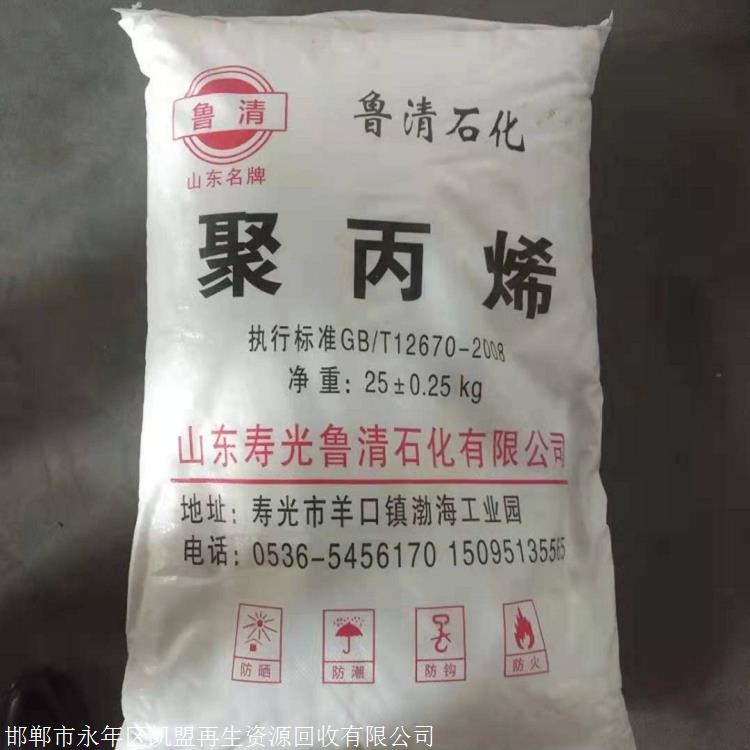 鲁清
山东名牌
鲁清石化
聚丙烯
执行标准GB/T12670-2008
净重：25±0.25 kg
山东寿光鲁清石化有限公司
地址：寿光市羊口镇渤海工业园
电话：0536-5456170 15095135565
防晒 防潮 防钩 防火
邯郸市永年区凯盟再生资源回收有限公司